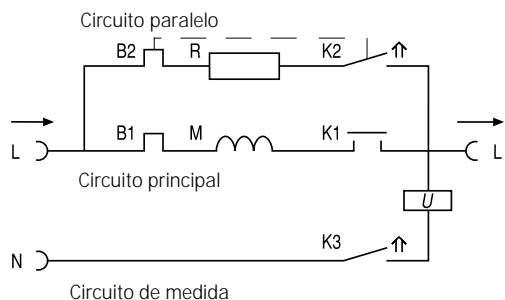 Circuito paralelo
B2 R K2
L B1 M K1 L
Circuito principal
U
N K3
Circuito de medida